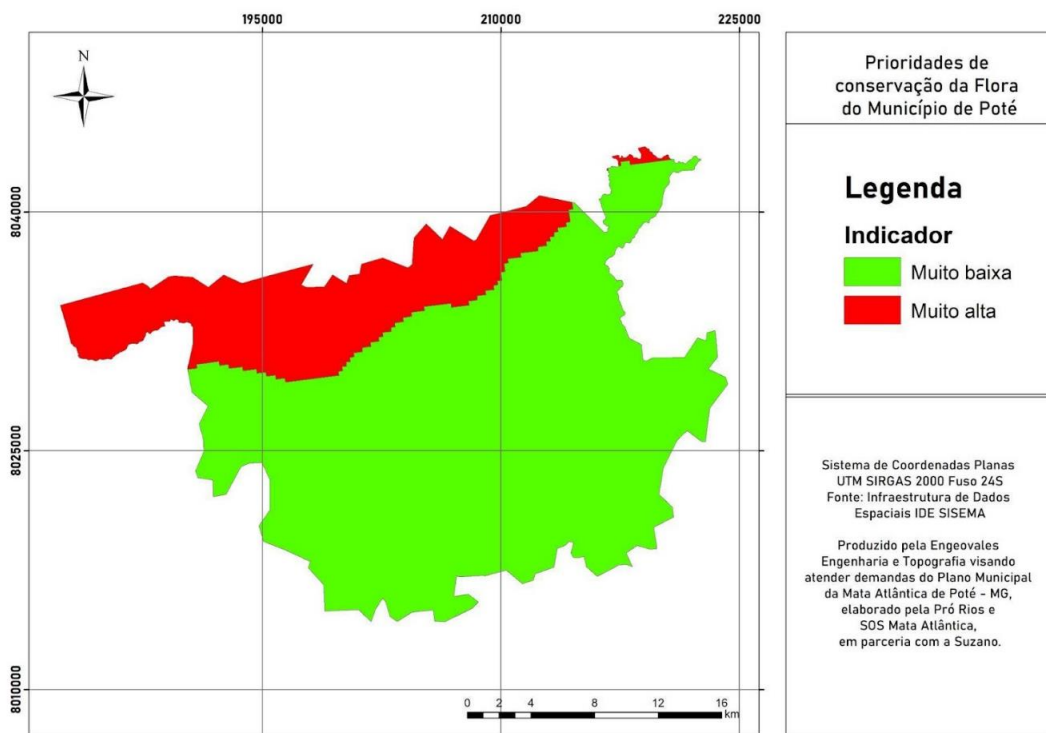 195000
210000
225000
N
8040000
8025000
8010000
0 2 4 8 12 16
km
Prioridades de
conservação da Flora
do Município de Poté
Legenda
Indicador
Muito baixa
Muito alta
Sistema de Coordenadas Planas
UTM SIRGAS 2000 Fuso 24S
Fonte: Infraestrutura de Dados
Espaciais IDE SISEMA
Produzido pela Engeovales
Engenharia e Topografia visando
atender demandas do Plano Municipal
da Mata Atlântica de Poté - MG,
elaborado pela Pró Rios e
SOS Mata Atlântica,
em parceria com a Suzano.